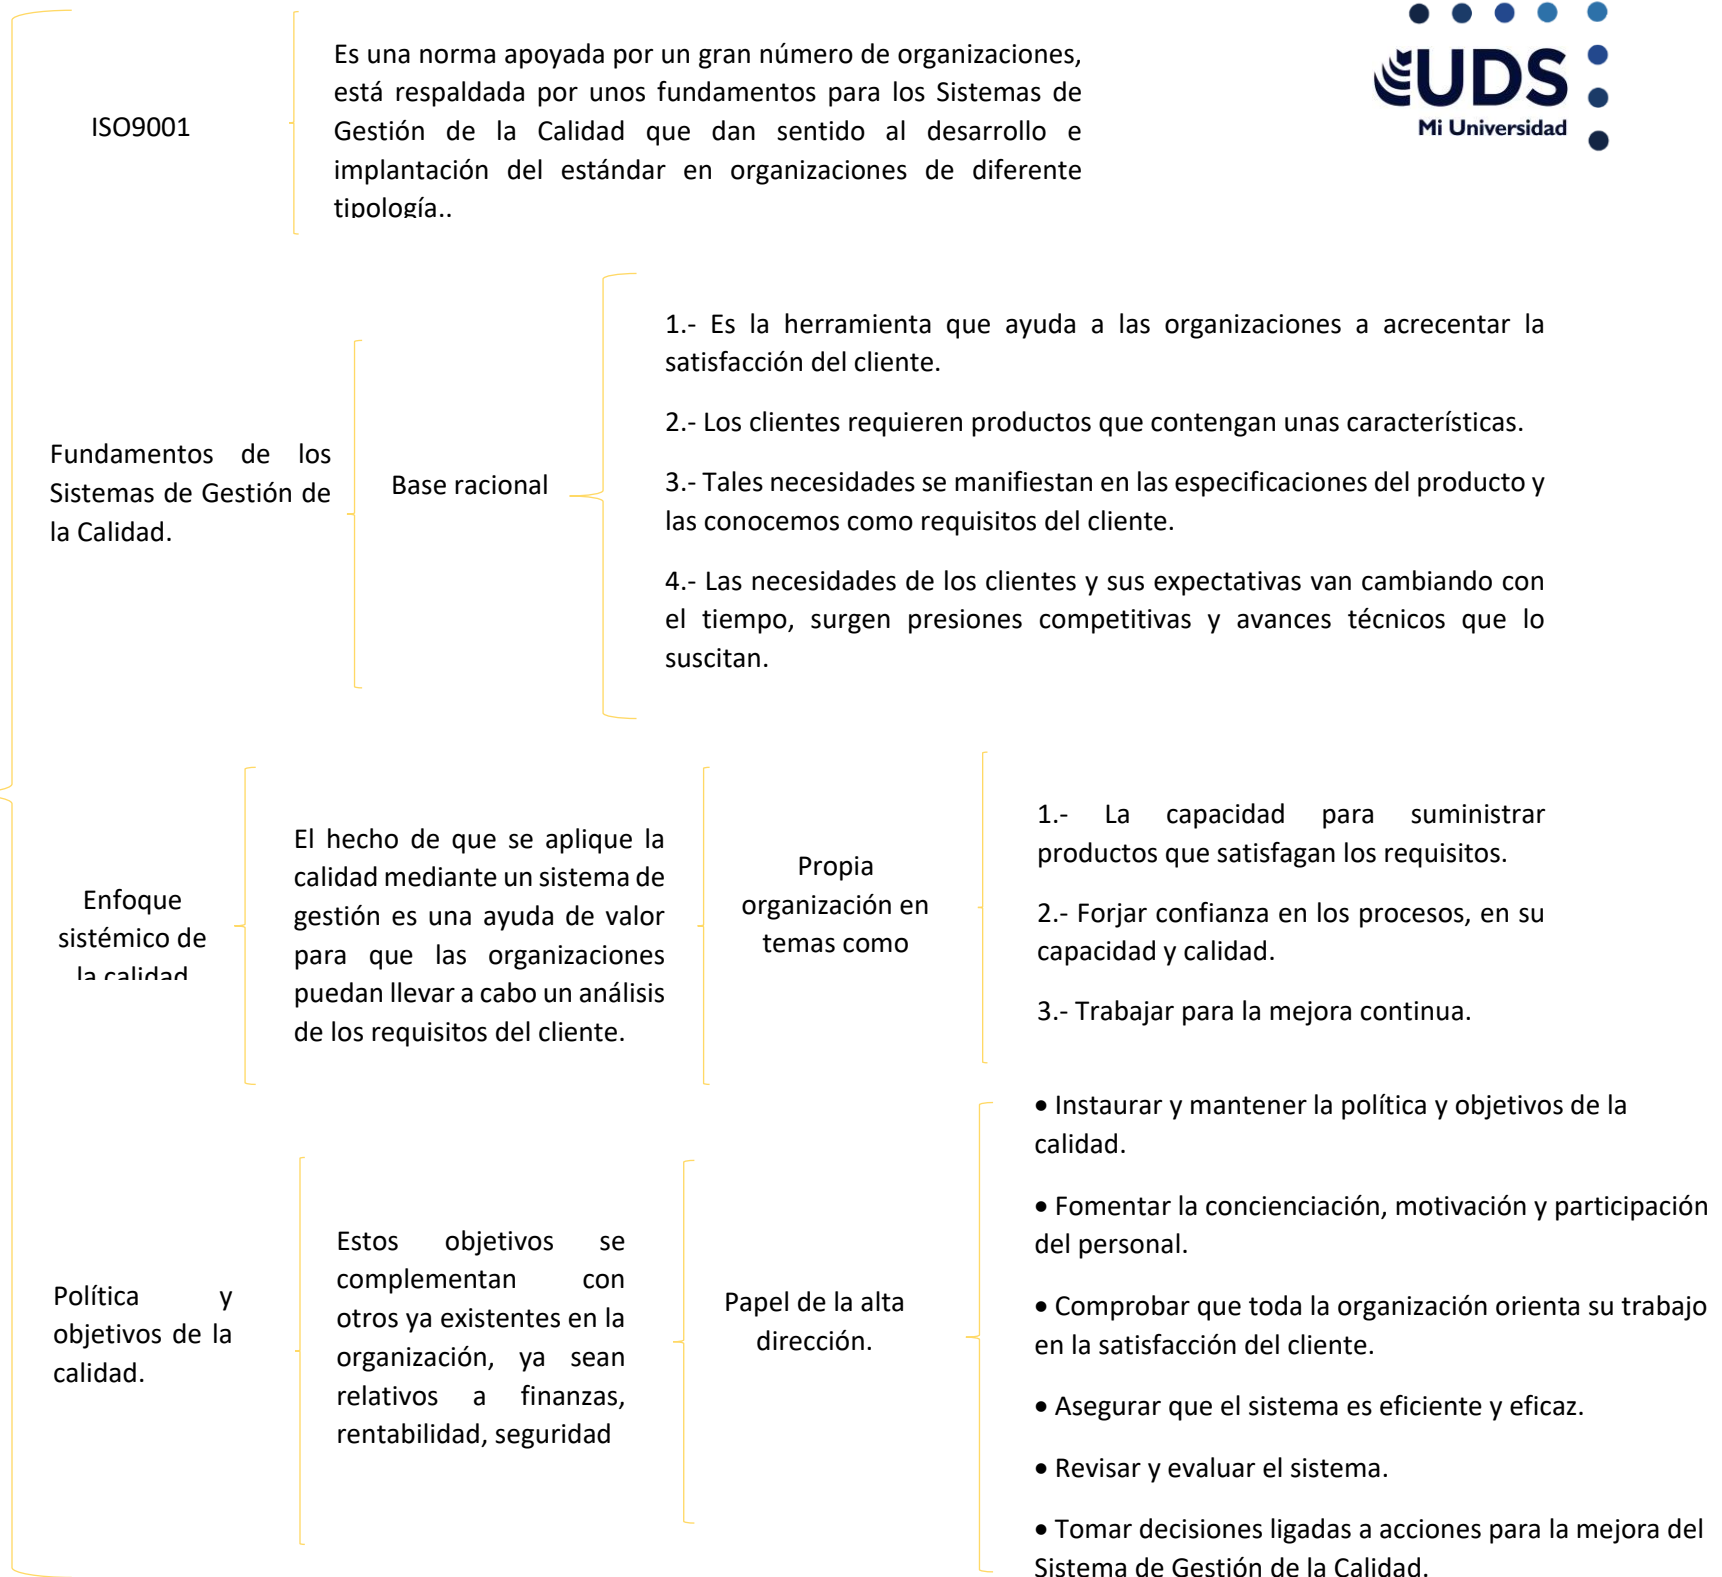 UDS
Mi Universidad
ISO9001
Es una norma apoyada por un gran número de organizaciones,
está respaldada por unos fundamentos para los Sistemas de
Gestión de la Calidad que dan sentido al desarrollo e
implantación del estándar en organizaciones de diferente
tipología..
Fundamentos de los
Sistemas de Gestión de
la Calidad.
Base racional
1.- Es la herramienta que ayuda a las organizaciones a acrecentar la
satisfacción del cliente.
2.- Los clientes requieren productos que contengan unas características.
3.- Tales necesidades se manifiestan en las especificaciones del producto y
las conocemos como requisitos del cliente.
4.- Las necesidades de los clientes y sus expectativas van cambiando con
el tiempo, surgen presiones competitivas y avances técnicos que lo
suscitan.
Enfoque
sistémico de
la calidad
El hecho de que se aplique la
calidad mediante un sistema de
gestión es una ayuda de valor
para que las organizaciones
puedan llevar a cabo un análisis
de los requisitos del cliente.
Propia
organización en
temas como
1.- La capacidad para suministrar
productos que satisfagan los requisitos.
2.- Forjar confianza en los procesos, en su
capacidad y calidad.
3.- Trabajar para la mejora continua.
Política y
objetivos de la
calidad.
Estos objetivos se
complementan con
otros ya existentes en la
organización, ya sean
relativos a finanzas,
rentabilidad, seguridad
Papel de la alta
dirección.
• Instaurar y mantener la política y objetivos de la
calidad.
• Fomentar la concienciación, motivación y participación
del personal.
• Comprobar que toda la organización orienta su trabajo
en la satisfacción del cliente.
• Asegurar que el sistema es eficiente y eficaz.
• Revisar y evaluar el sistema.
• Tomar decisiones ligadas a acciones para la mejora del
Sistema de Gestión de la Calidad.